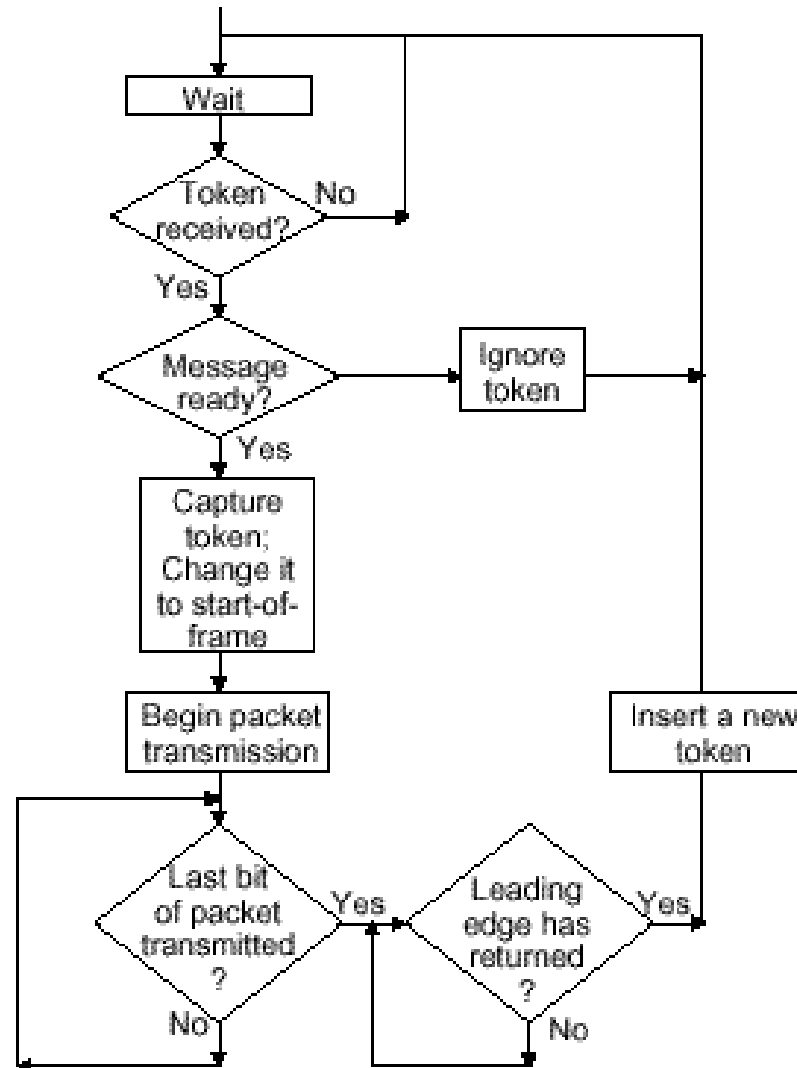 Wait
Token
received?
No
Yes
Message
ready?
Ignore
token
Yes
Capture
token;
Change it
to start-of-
frame
Begin packet
transmission
Insert a new
token
Last bit
of packet
transmitted
?
Yes
Leading
edge has
returned
?
Yes
No
No